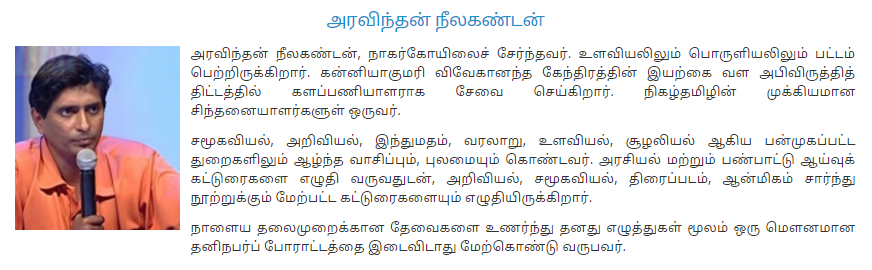 அரவிந்தன் நீலகண்டன்
அரவிந்தன் நீலகண்டன், நாகர்கோயிலைச் சேர்ந்தவர். உளவியலிலும் பொருளியலிலும் பட்டம்
பெற்றிருக்கிறார். கன்னியாகுமரி விவேகானந்த கேந்திரத்தின் இயற்கை வள அபிவிருத்தித்
திட்டத்தில் களப்பணியாளராக சேவை செய்கிறார். நிகழ்தமிழின் முக்கியமான
சிந்தனையாளர்களுள் ஒருவர்.
சமூகவியல், அறிவியல், இந்துமதம், வரலாறு, உளவியல், சூழலியல் ஆகிய பன்முகப்பட்ட
துறைகளிலும் ஆழ்ந்த வாசிப்பும், புலமையும் கொண்டவர். அரசியல் மற்றும் பண்பாட்டு ஆய்வுக்
கட்டுரைகளை எழுதி வருவதுடன், அறிவியல், சமூகவியல், திரைப்படம், ஆன்மிகம் சார்ந்து
நூற்றுக்கும் மேற்பட்ட கட்டுரைகளையும் எழுதியிருக்கிறார்.
நாளைய தலைமுறைக்கான தேவைகளை உணர்ந்து தனது எழுத்துகள் மூலம் ஒரு மௌனமான
தனிநபர்ப் போராட்டத்தை இடைவிடாது மேற்கொண்டு வருபவர்.